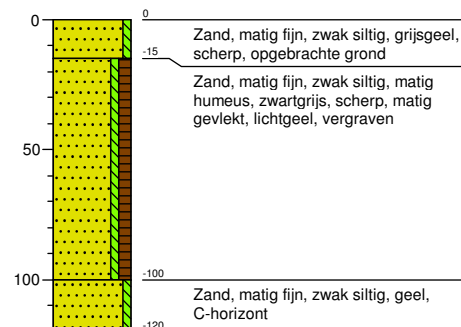 0
0
Zand, matig fijn, zwak siltig, grijsgeel,
scherp, opgebrachte grond
-15
Zand, matig fijn, zwak siltig, matig
humeus, zwartgrijs, scherp, matig
gevlekt, lichtgeel, vergraven
50
100
-100
Zand, matig fijn, zwak siltig, geel,
C-horizont
-120